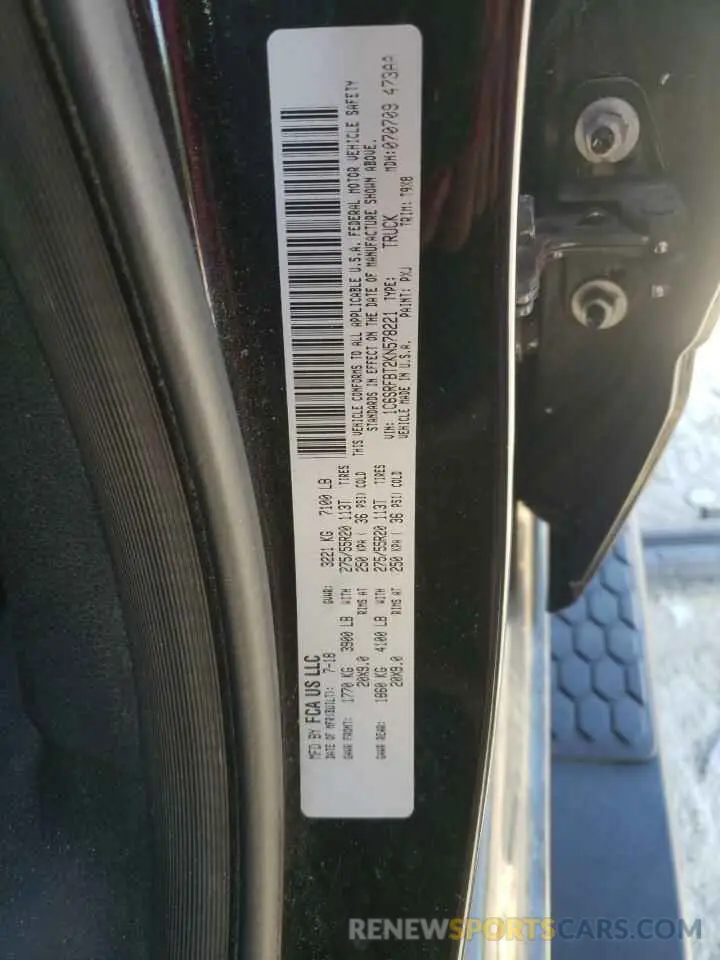 MFD BY FCA US LLC
DATE OF MFR(BUILT): 7-18 GVWR: 3221 KG 7100 LB
GAWR FRONT: 1770 KG 3900 LB WITH 275/55R20 113T TIRES
20X9.0 RIMS AT 250 KPA ( 36 PSI) COLD
GAWR REAR: 1860 KG 4100 LB WITH 275/55R20 113T TIRES
20X9.0 RIMS AT 250 KPA ( 36 PSI) COLD
THIS VEHICLE CONFORMS TO ALL APPLICABLE U.S.A. FEDERAL MOTOR VEHICLE SAFETY
STANDARDS IN EFFECT ON THE DATE OF MANUFACTURE SHOWN ABOVE.
VIN: 1C6SRFBT2KN578221 TYPE: TRUCK MDH:070709 473AA
VEHICLE MADE IN U.S.A. PAINT: PXJ TRIM: T9X8
RENEWSPORTSCARS.COM